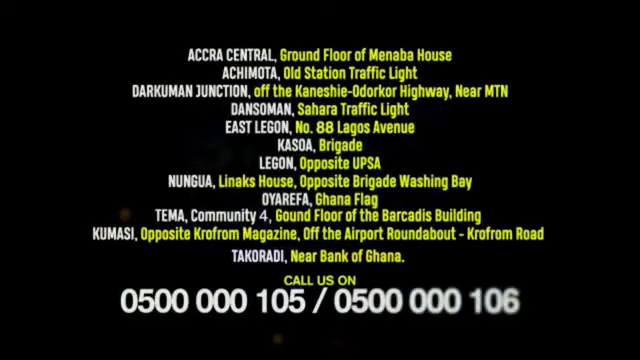 ACCRA CENTRAL, Ground Floor of Menaba House
ACHIMOTA, Old Station Traffic Light
DARKUMAN JUNCTION, off the Kaneshie-Odorkor Highway, Near MTN
DANSOMAN, Sahara Traffic Light
EAST LEGON, No. 88 Lagos Avenue
KASOA, Brigade
LEGON, Opposite UPSA
NUNGUA, Linaks House, Opposite Brigade Washing Bay
OYAREFA, Ghana Flag
TEMA, Community 4, Gound Floor of the Barcadis Building
KUMASI, Opposite Krofrom Magazine, Off the Airport Roundabout - Krofrom Road
TAKORADI, Near Bank of Ghana.
CALL US ON
0500 000 105 / 0500 000 106